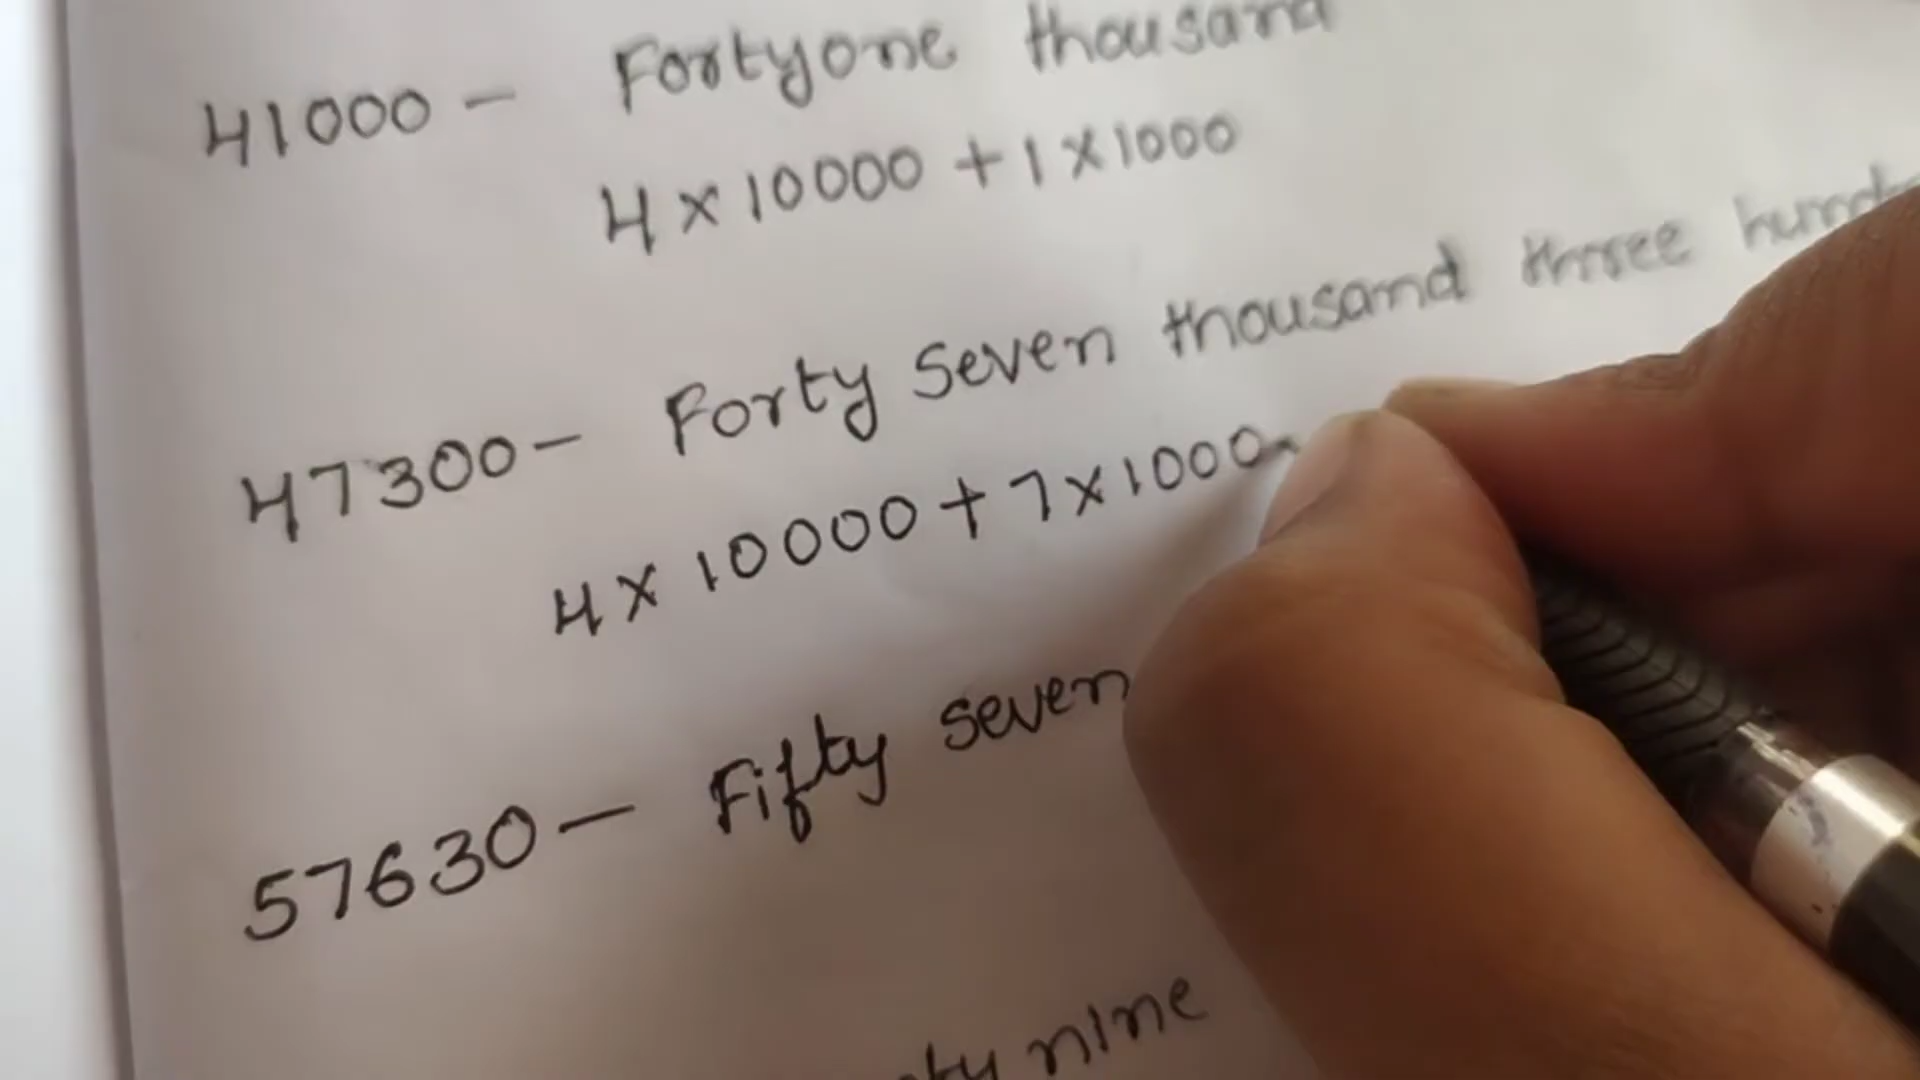 41000 - Fortyone thousand
4 × 10000 + 1 × 1000
47300 - Forty Seven thousand three
4 × 10000 + 7 × 1000
57630 - Fifty seven
nine